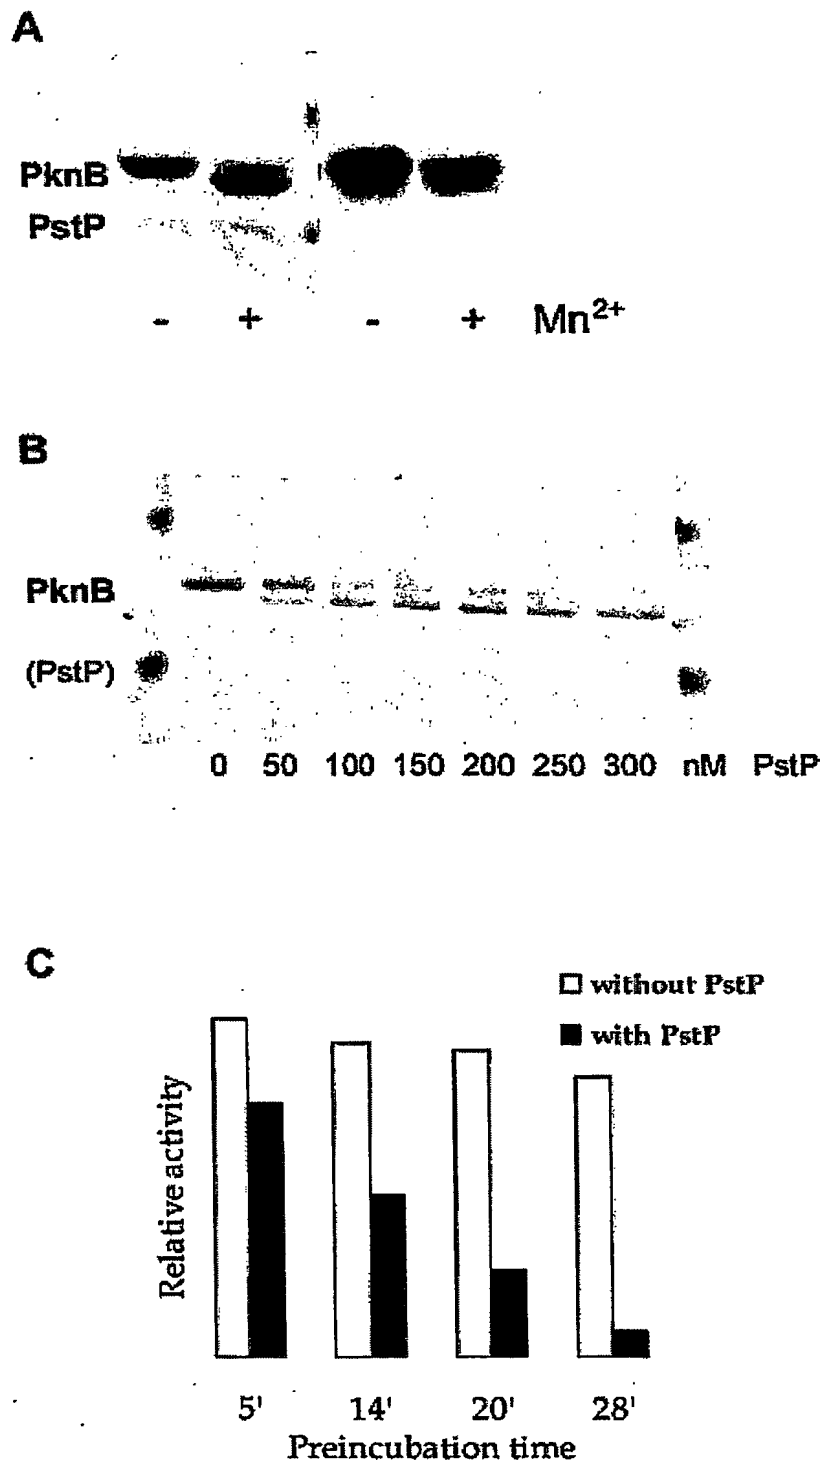 A
PknB
PstP
- + - + Mn²⁺
B
PknB
(PstP)
0 50 100 150 200 250 300 nM PstP
C
without PstP
with PstP
Relative activity
5' 14' 20' 28'
Preincubation time